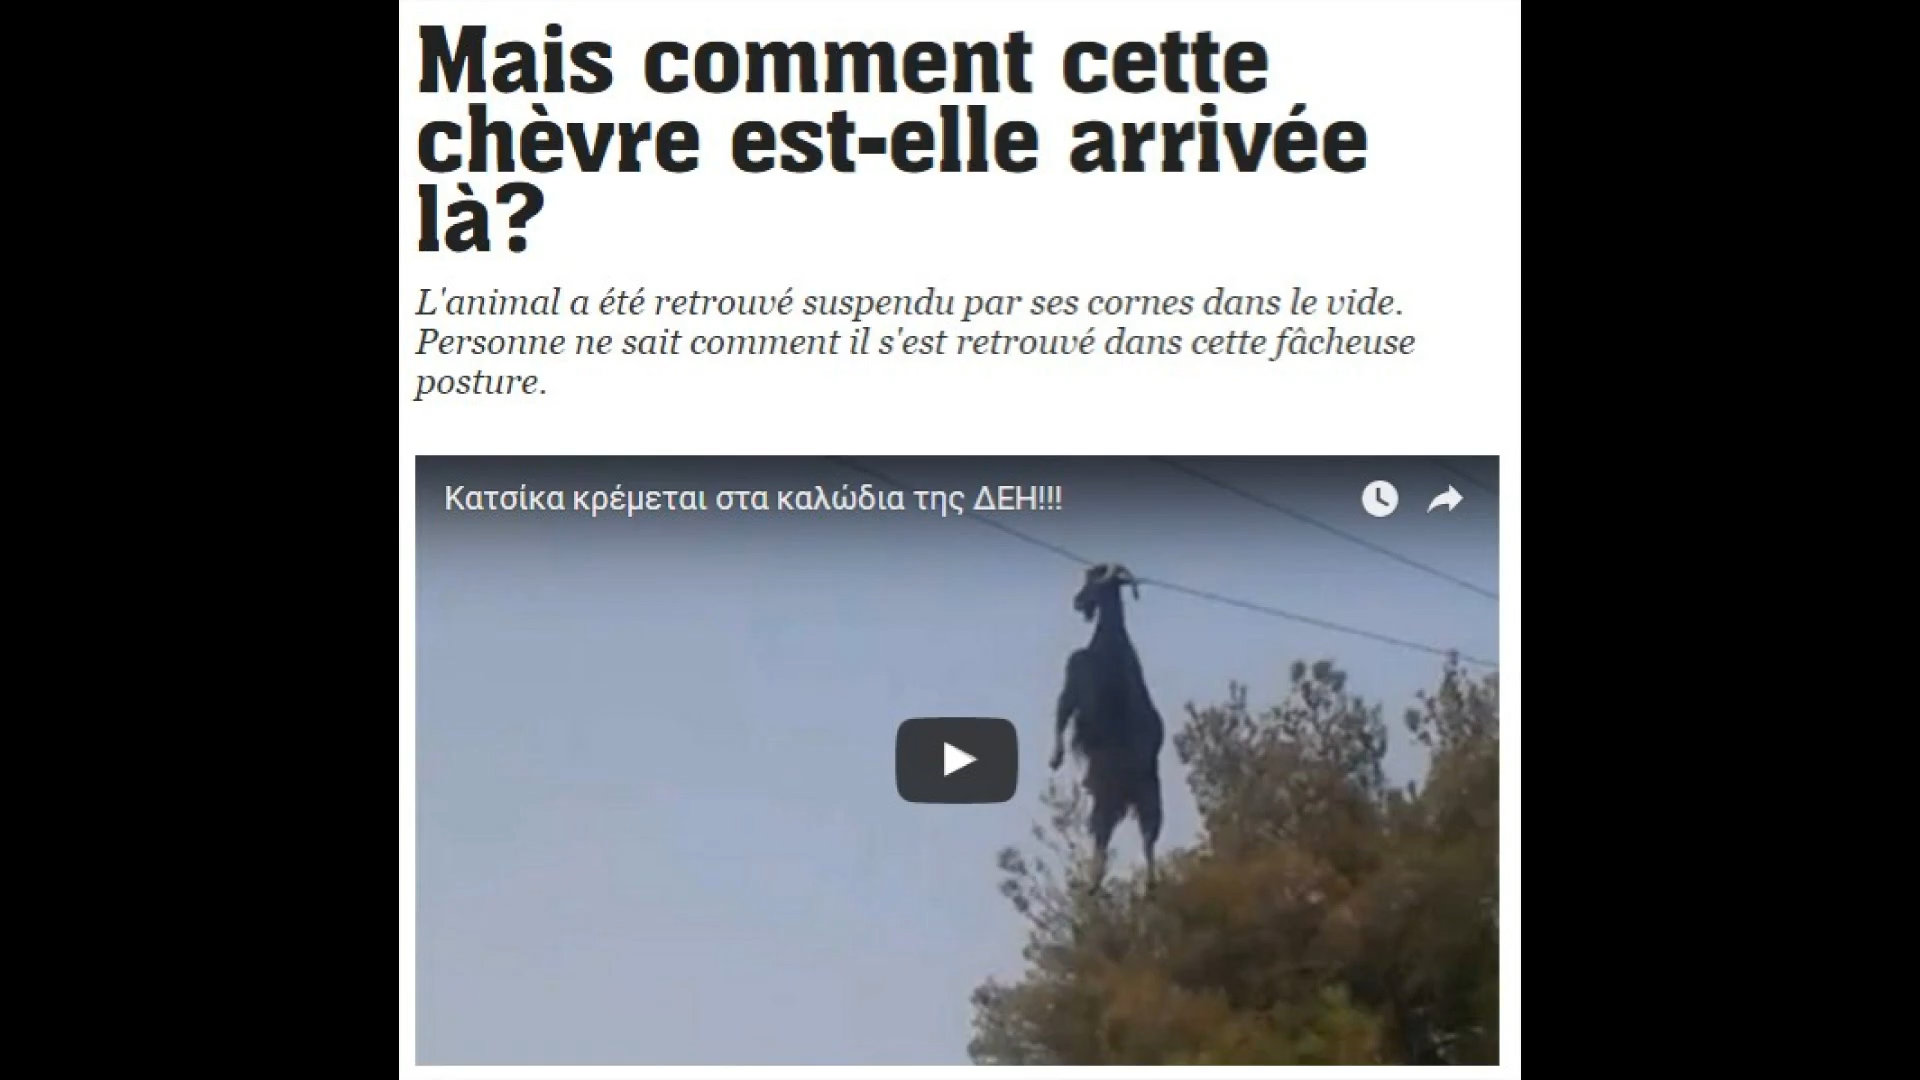 Mais comment cette
chèvre est-elle arrivée
là?
L'animal a été retrouvé suspendu par ses cornes dans le vide.
Personne ne sait comment il s'est retrouvé dans cette fâcheuse
posture.
Κατσίκα κρέμεται στα καλώδια της ΔΕΗ!!!